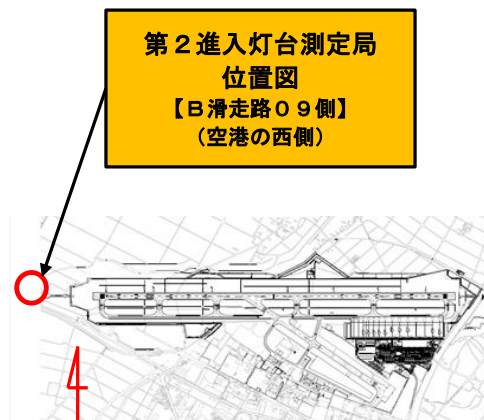 第２進入灯台測定局
位置図
【Ｂ滑走路０９側】
（空港の西側）